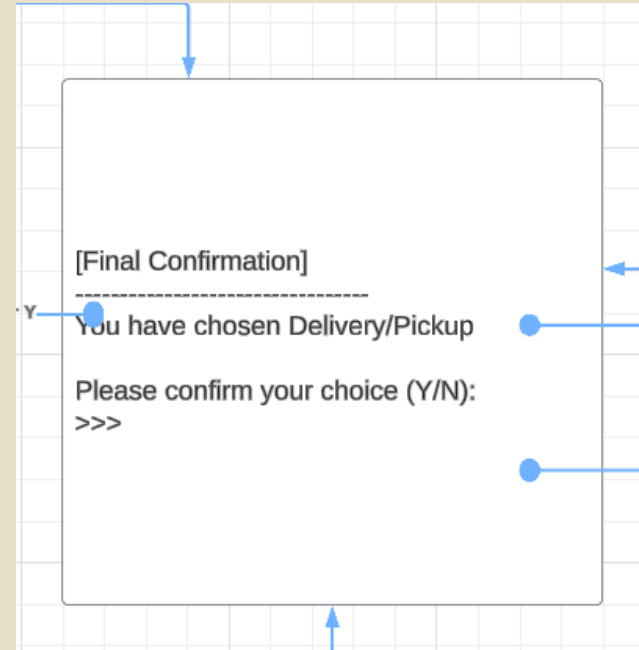 [Final Confirmation]
---------------------------------
Y
You have chosen Delivery/Pickup
Please confirm your choice (Y/N):
>>>